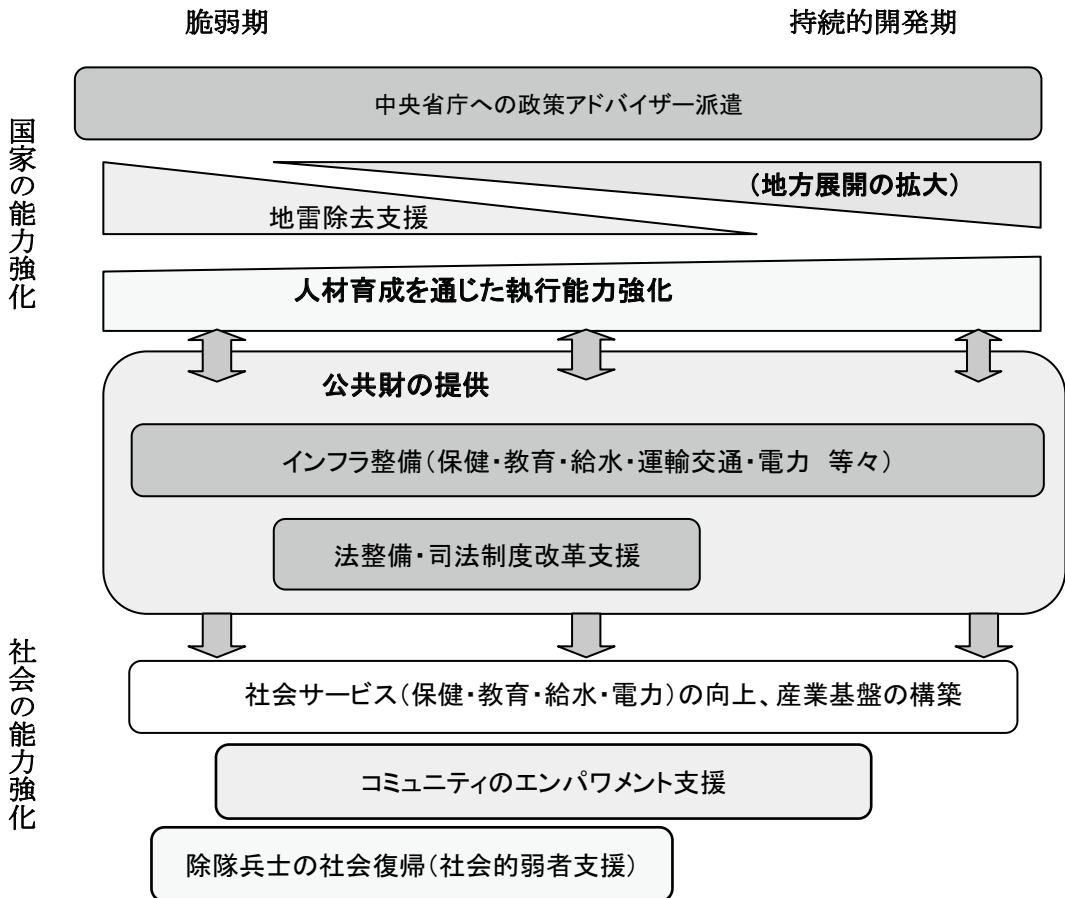 脆弱期
持続的開発期
国家の能力強化
中央省庁への政策アドバイザー派遣
（地方展開の拡大）
地雷除去支援
人材育成を通じた執行能力強化
公共財の提供
インフラ整備（保健・教育・給水・運輸交通・電力　等々）
法整備・司法制度改革支援
社会の能力強化
社会サービス（保健・教育・給水・電力）の向上、産業基盤の構築
コミュニティのエンパワメント支援
除隊兵士の社会復帰（社会的弱者支援）